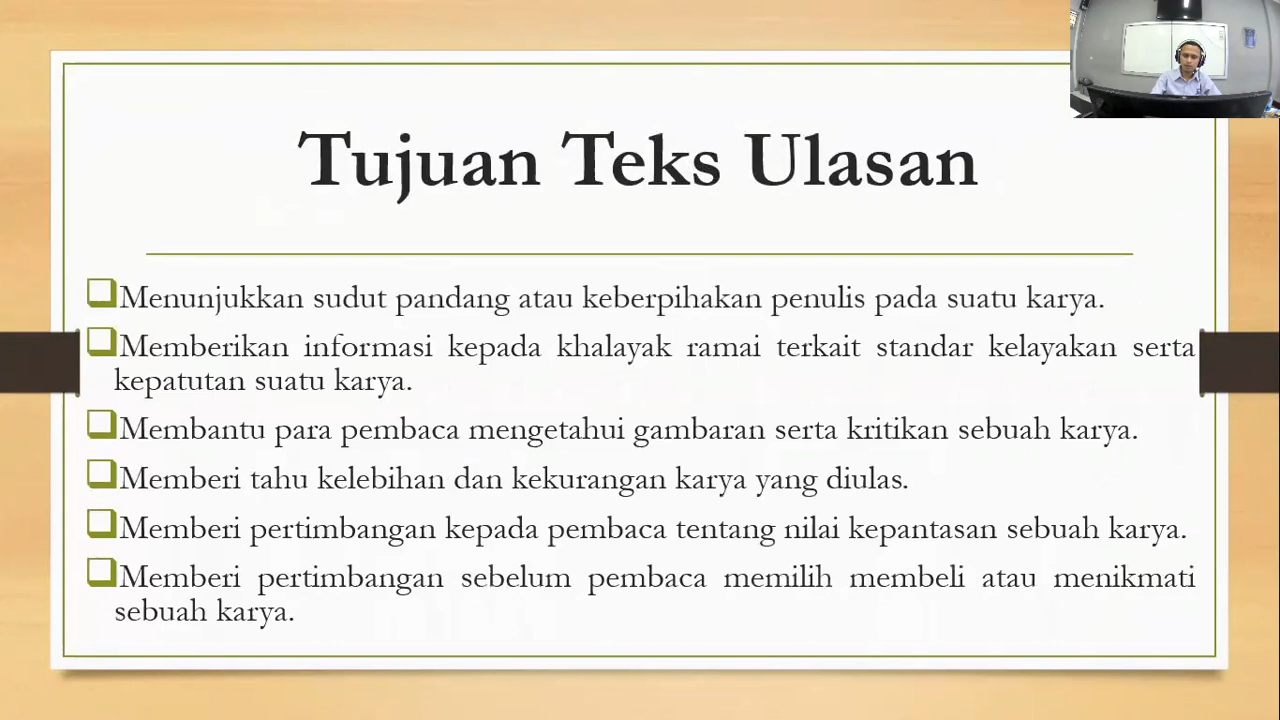 Tujuan Teks Ulasan
Menunjukkan sudut pandang atau keberpihakan penulis pada suatu karya.
Memberikan informasi kepada khalayak ramai terkait standar kelayakan serta
kepatutan suatu karya.
Membantu para pembaca mengetahui gambaran serta kritikan sebuah karya.
Memberi tahu kelebihan dan kekurangan karya yang diulas.
Memberi pertimbangan kepada pembaca tentang nilai kepantasan sebuah karya.
Memberi pertimbangan sebelum pembaca memilih membeli atau menikmati
sebuah karya.